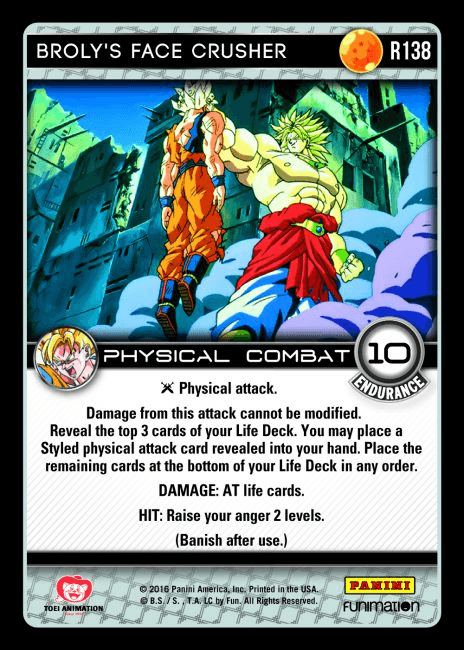 BROLY'S FACE CRUSHER
R138
PHYSICAL COMBAT
10
ENDURANCE
Physical attack.
Damage from this attack cannot be modified.
Reveal the top 3 cards of your Life Deck. You may place a
Styled physical attack card revealed into your hand. Place the
remaining cards at the bottom of your Life Deck in any order.
DAMAGE: AT life cards.
HIT: Raise your anger 2 levels.
(Banish after use.)
TOEI ANIMATION
© 2016 Panini America, Inc. Printed in the USA.
© B.S. / S. , T.A. LC by Fun. All Rights Reserved.
PANINI
FUNIMATION